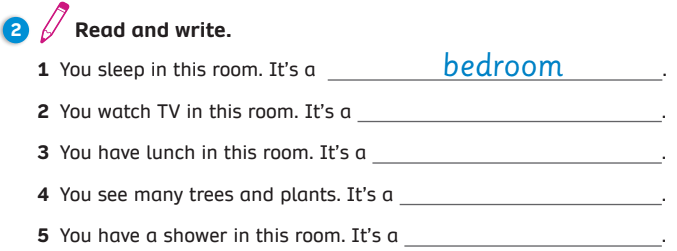 2 Read and write.
1 You sleep in this room. It's a bedroom.
2 You watch TV in this room. It's a ____________.
3 You have lunch in this room. It's a ____________.
4 You see many trees and plants. It's a ____________.
5 You have a shower in this room. It's a ____________.